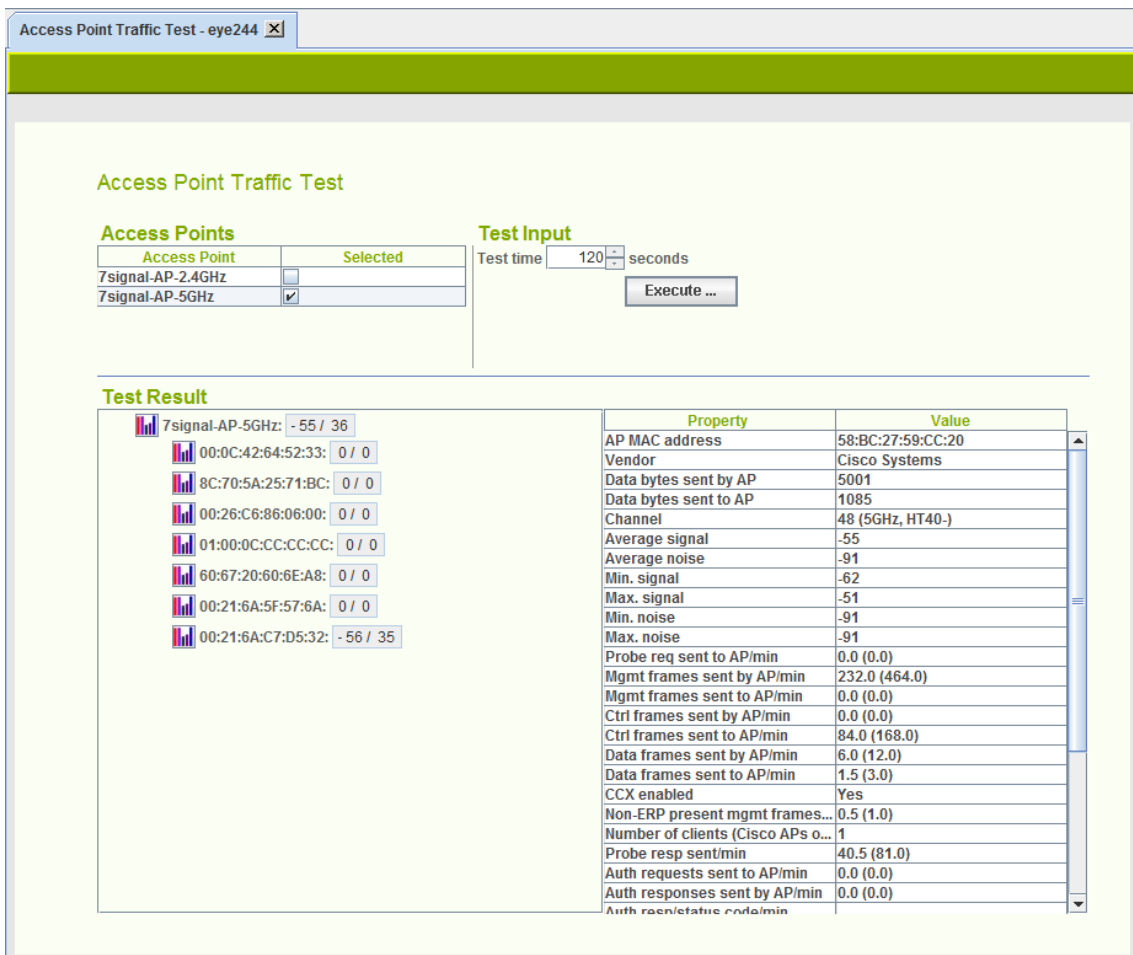 Access Point Traffic Test - eye244
Access Point Traffic Test
Access Points
Access Point Selected
7signal-AP-2.4GHz
7signal-AP-5GHz
Test Input
Test time 120 seconds
Execute ...
Test Result
7signal-AP-5GHz: - 55 / 36
00:0C:42:64:52:33: 0 / 0
8C:70:5A:25:71:BC: 0 / 0
00:26:C6:86:06:00: 0 / 0
01:00:0C:CC:CC:CC: 0 / 0
60:67:20:60:6E:A8: 0 / 0
00:21:6A:5F:57:6A: 0 / 0
00:21:6A:C7:D5:32: - 56 / 35
Property Value
AP MAC address 58:BC:27:59:CC:20
Vendor Cisco Systems
Data bytes sent by AP 5001
Data bytes sent to AP 1085
Channel 48 (5GHz, HT40-)
Average signal -55
Average noise -91
Min. signal -62
Max. signal -51
Min. noise -91
Max. noise -91
Probe req sent to AP/min 0.0 (0.0)
Mgmt frames sent by AP/min 232.0 (464.0)
Mgmt frames sent to AP/min 0.0 (0.0)
Ctrl frames sent by AP/min 0.0 (0.0)
Ctrl frames sent to AP/min 84.0 (168.0)
Data frames sent by AP/min 6.0 (12.0)
Data frames sent to AP/min 1.5 (3.0)
CCX enabled Yes
Non-ERP present mgmt frames... 0.5 (1.0)
Number of clients (Cisco APs o... 1
Probe resp sent/min 40.5 (81.0)
Auth requests sent to AP/min 0.0 (0.0)
Auth responses sent by AP/min 0.0 (0.0)
Auth resp/status code/min